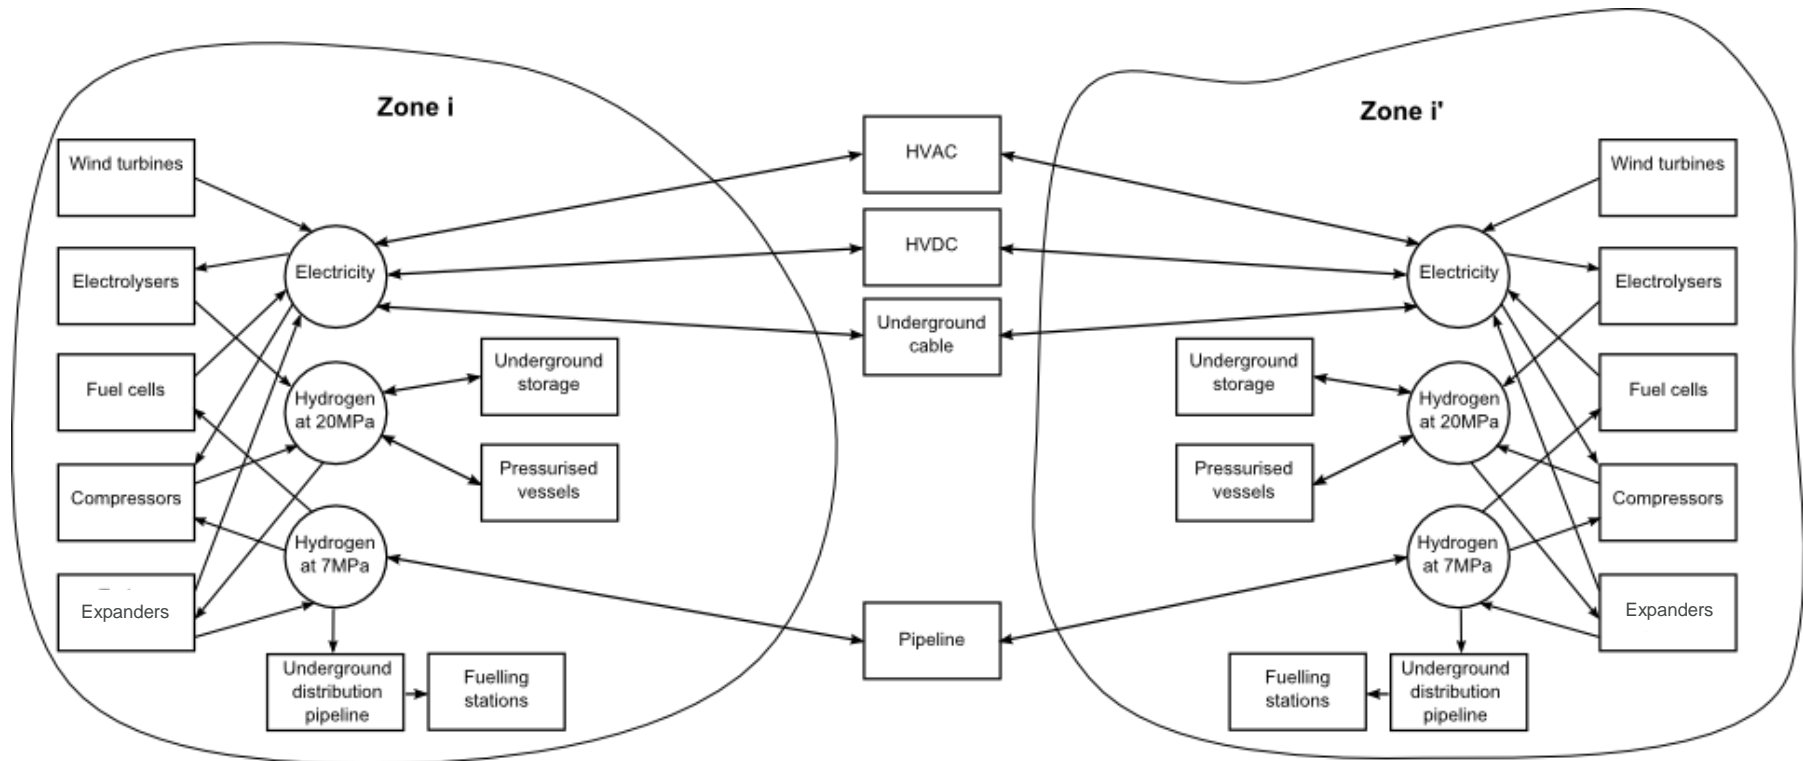 Zone i
Wind turbines
Electrolysers
Fuel cells
Compressors
Expanders
Electricity
Hydrogen
at 20MPa
Hydrogen
at 7MPa
Underground
storage
Pressurised
vessels
Underground
distribution
pipeline
Fuelling
stations
HVAC
HVDC
Underground
cable
Pipeline
Zone i'
Wind turbines
Electrolysers
Fuel cells
Compressors
Expanders
Electricity
Hydrogen
at 20MPa
Hydrogen
at 7MPa
Underground
storage
Pressurised
vessels
Fuelling
stations
Underground
distribution
pipeline